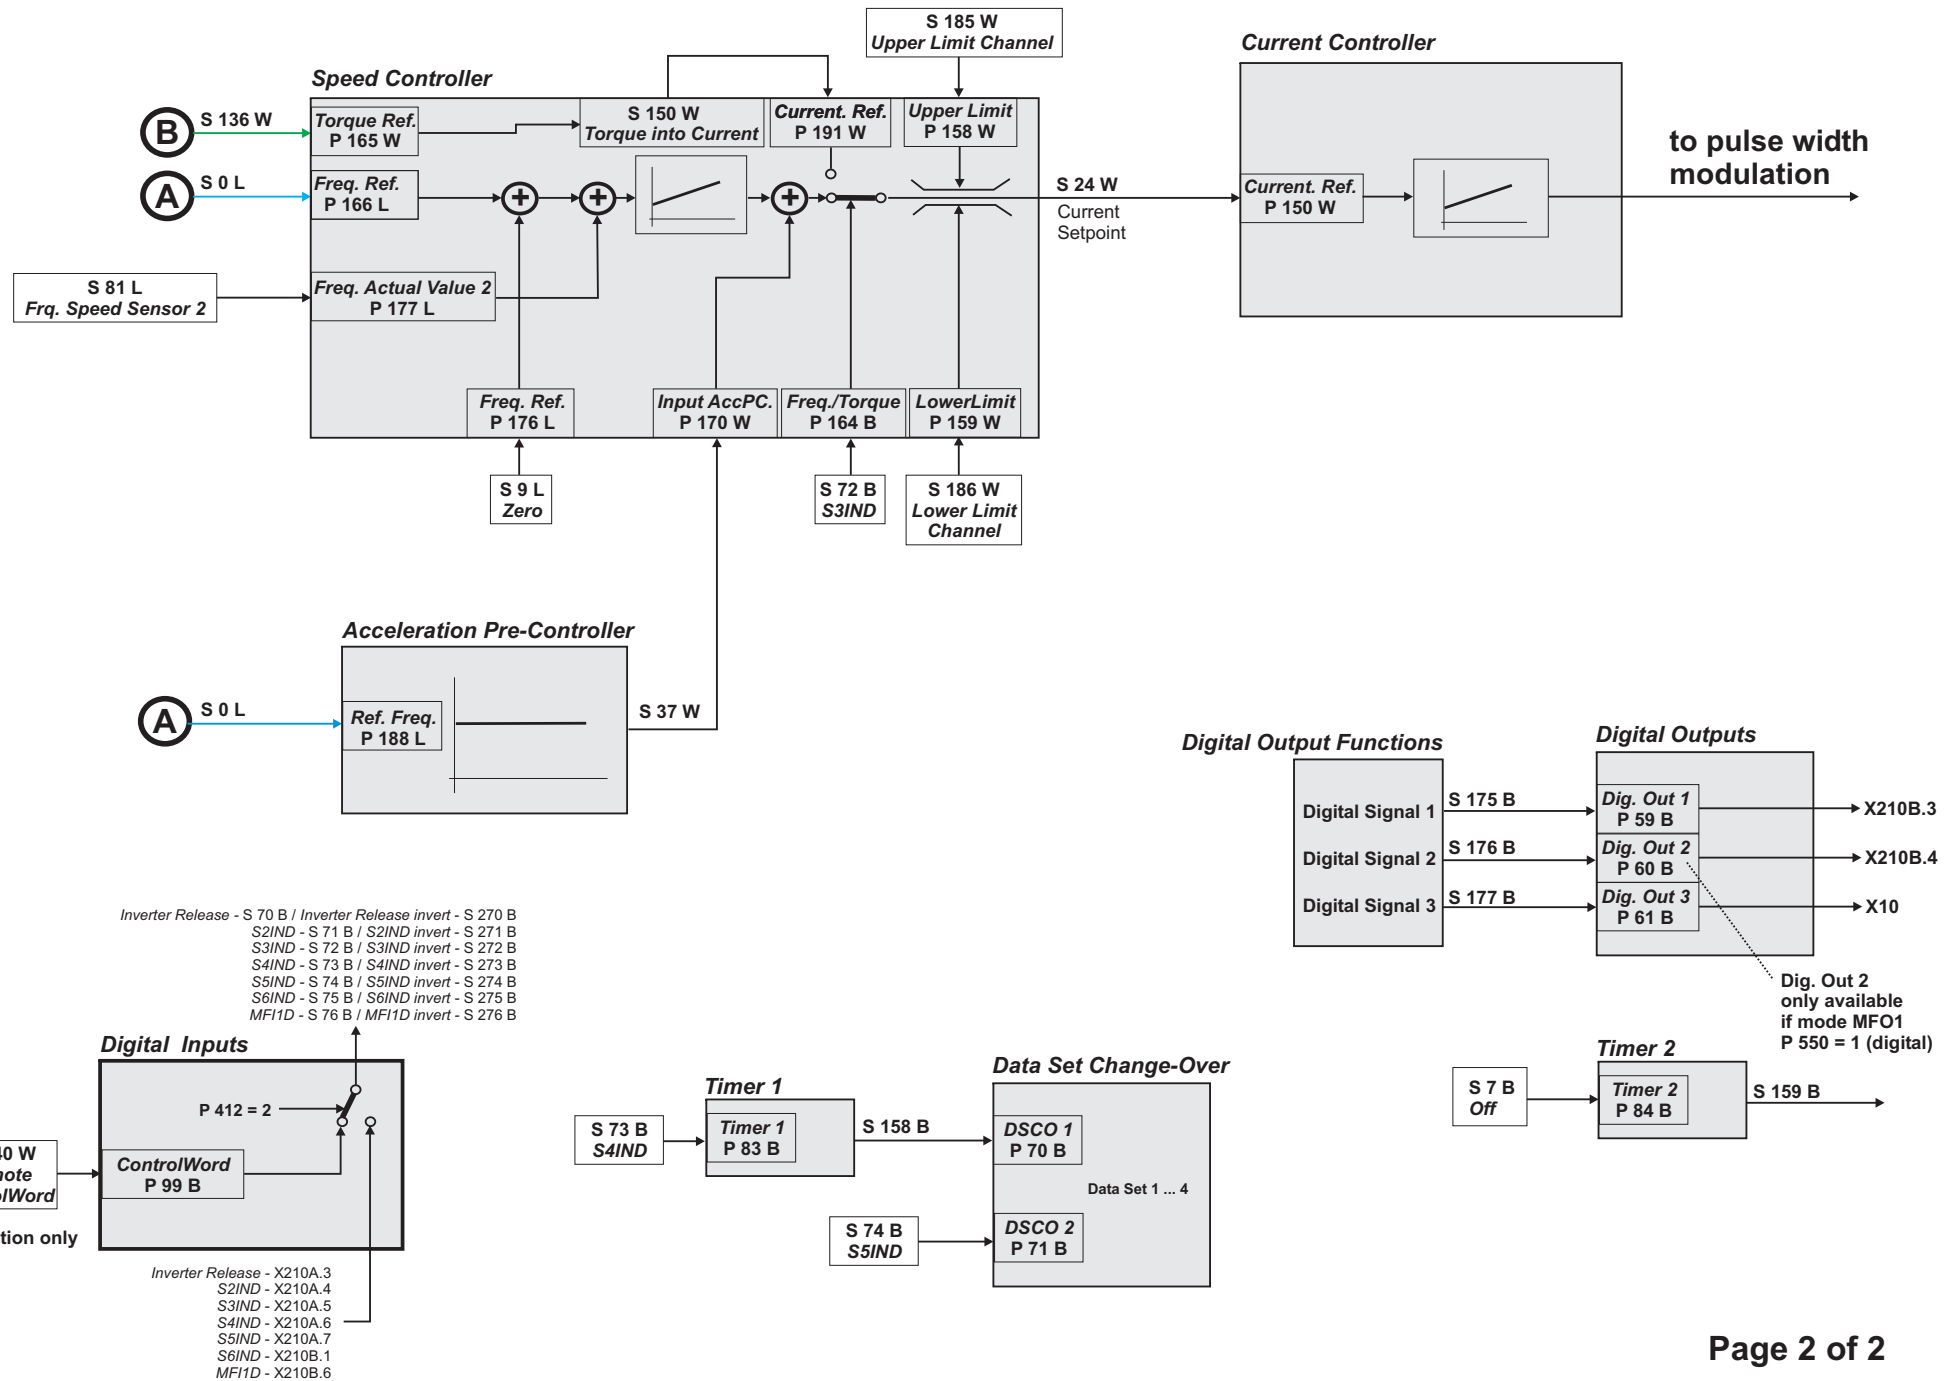 S 185 W
Upper Limit Channel
Current Controller
Speed Controller
B
S 136 W
Torque Ref.
P 165 W
S 150 W
Torque into Current
Current. Ref.
P 191 W
Upper Limit
P 158 W
to pulse width
modulation
A
S 0 L
Freq. Ref.
P 166 L
+
+
+
S 24 W
Current
Setpoint
Current. Ref.
P 150 W
S 81 L
Frq. Speed Sensor 2
Freq. Actual Value 2
P 177 L
Freq. Ref.
P 176 L
Input AccPC.
P 170 W
Freq./Torque
P 164 B
LowerLimit
P 159 W
S 9 L
Zero
S 72 B
S3IND
S 186 W
Lower Limit
Channel
Acceleration Pre-Controller
A
S 0 L
Ref. Freq.
P 188 L
S 37 W
Digital Output Functions
Digital Outputs
Digital Signal 1
S 175 B
Dig. Out 1
P 59 B
X210B.3
Digital Signal 2
S 176 B
Dig. Out 2
P 60 B
X210B.4
Digital Signal 3
S 177 B
Dig. Out 3
P 61 B
X10
Dig. Out 2
only available
if mode MFO1
P 550 = 1 (digital)
Inverter Release - S 70 B / Inverter Release invert - S 270 B
S2IND - S 71 B / S2IND invert - S 271 B
S3IND - S 72 B / S3IND invert - S 272 B
S4IND - S 73 B / S4IND invert - S 273 B
S5IND - S 74 B / S5IND invert - S 274 B
S6IND - S 75 B / S6IND invert - S 275 B
MFI1D - S 76 B / MFI1D invert - S 276 B
Digital Inputs
P 412 = 2
40 W
note
olWord
ControlWord
P 99 B
tion only
Inverter Release - X210A.3
S2IND - X210A.4
S3IND - X210A.5
S4IND - X210A.6
S5IND - X210A.7
S6IND - X210B.1
MFI1D - X210B.6
Timer 1
S 73 B
S4IND
Timer 1
P 83 B
S 158 B
Data Set Change-Over
DSCO 1
P 70 B
Data Set 1 ... 4
S 74 B
S5IND
DSCO 2
P 71 B
Timer 2
S 7 B
Off
Timer 2
P 84 B
S 159 B
Page 2 of 2